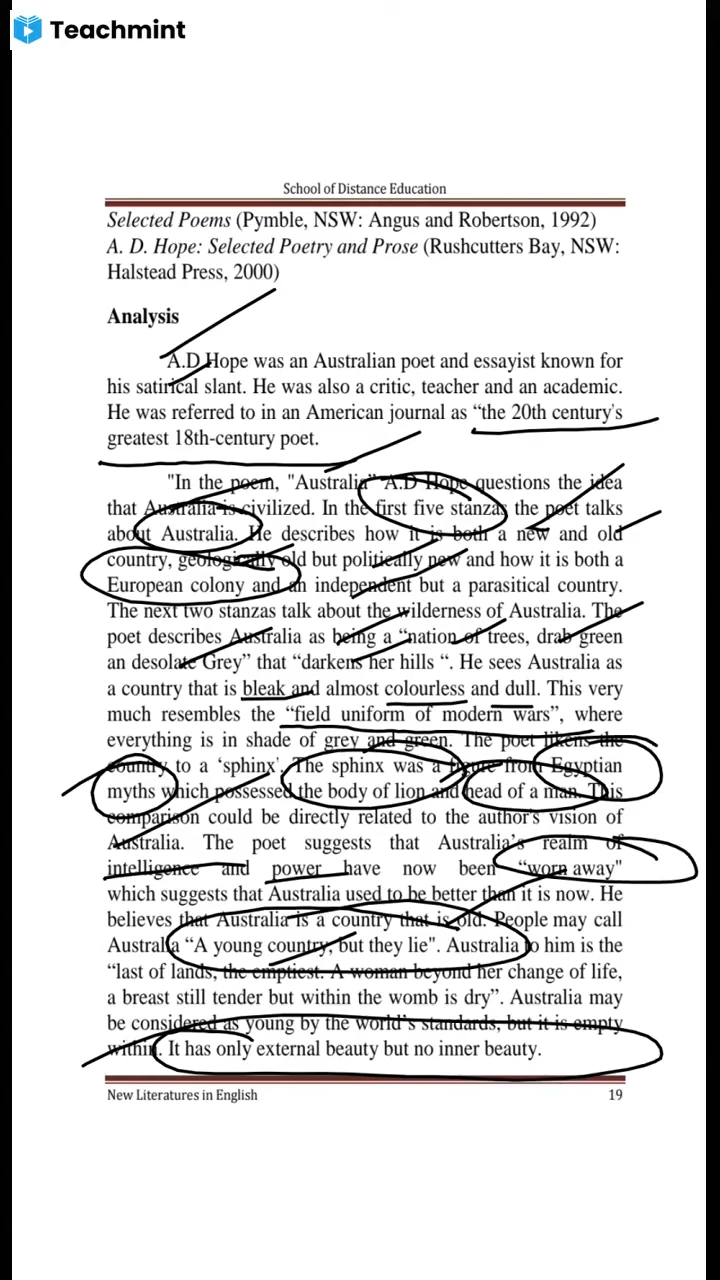 Teachmint
School of Distance Education
Selected Poems (Pymble, NSW: Angus and Robertson, 1992)
A. D. Hope: Selected Poetry and Prose (Rushcutters Bay, NSW:
Halstead Press, 2000)
Analysis
A.D Hope was an Australian poet and essayist known for
his satirical slant. He was also a critic, teacher and an academic.
He was referred to in an American journal as “the 20th century's
greatest 18th-century poet.
"In the poem, "Australia” A.D Hope questions the idea
that Australia is civilized. In the first five stanzas the poet talks
about Australia. He describes how it is both a new and old
country, geologically old but politically new and how it is both a
European colony and an independent but a parasitical country.
The next two stanzas talk about the wilderness of Australia. The
poet describes Australia as being a “nation of trees, drab green
an desolate Grey” that “darkens her hills “. He sees Australia as
a country that is bleak and almost colourless and dull. This very
much resembles the “field uniform of modern wars”, where
everything is in shade of grey and green. The poet likens the
country to a ‘sphinx’. The sphinx was a figure from Egyptian
myths which possessed the body of lion and head of a man. This
comparison could be directly related to the author's vision of
Australia. The poet suggests that Australia’s realm of
intelligence and power have now been “worn away"
which suggests that Australia used to be better than it is now. He
believes that Australia is a country that is old. People may call
Australia “A young country, but they lie". Australia to him is the
“last of lands, the emptiest. A woman beyond her change of life,
a breast still tender but within the womb is dry”. Australia may
be considered as young by the world’s standards, but it is empty
within. It has only external beauty but no inner beauty.
New Literatures in English 19